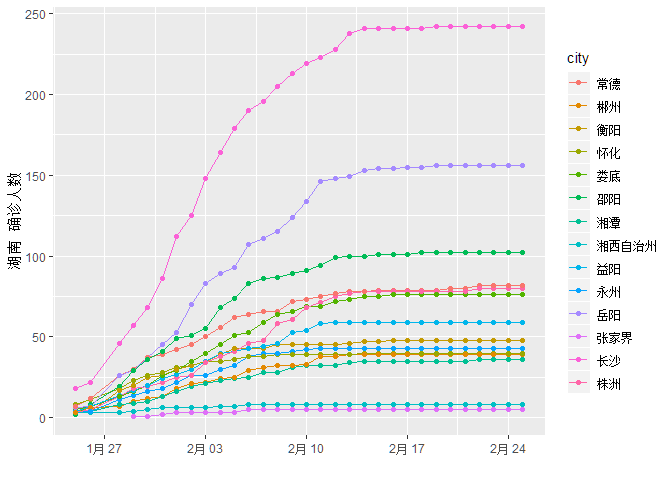 250
200
150
100
50
0
湖南 确诊人数
1月 27
2月 03
2月 10
2月 17
2月 24
city
常德
郴州
衡阳
怀化
娄底
邵阳
湘潭
湘西自治州
益阳
永州
岳阳
张家界
长沙
株洲